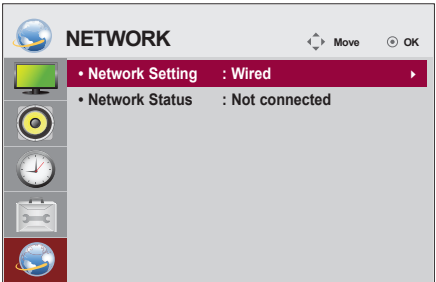 NETWORK Move OK
• Network Setting : Wired
• Network Status : Not connected